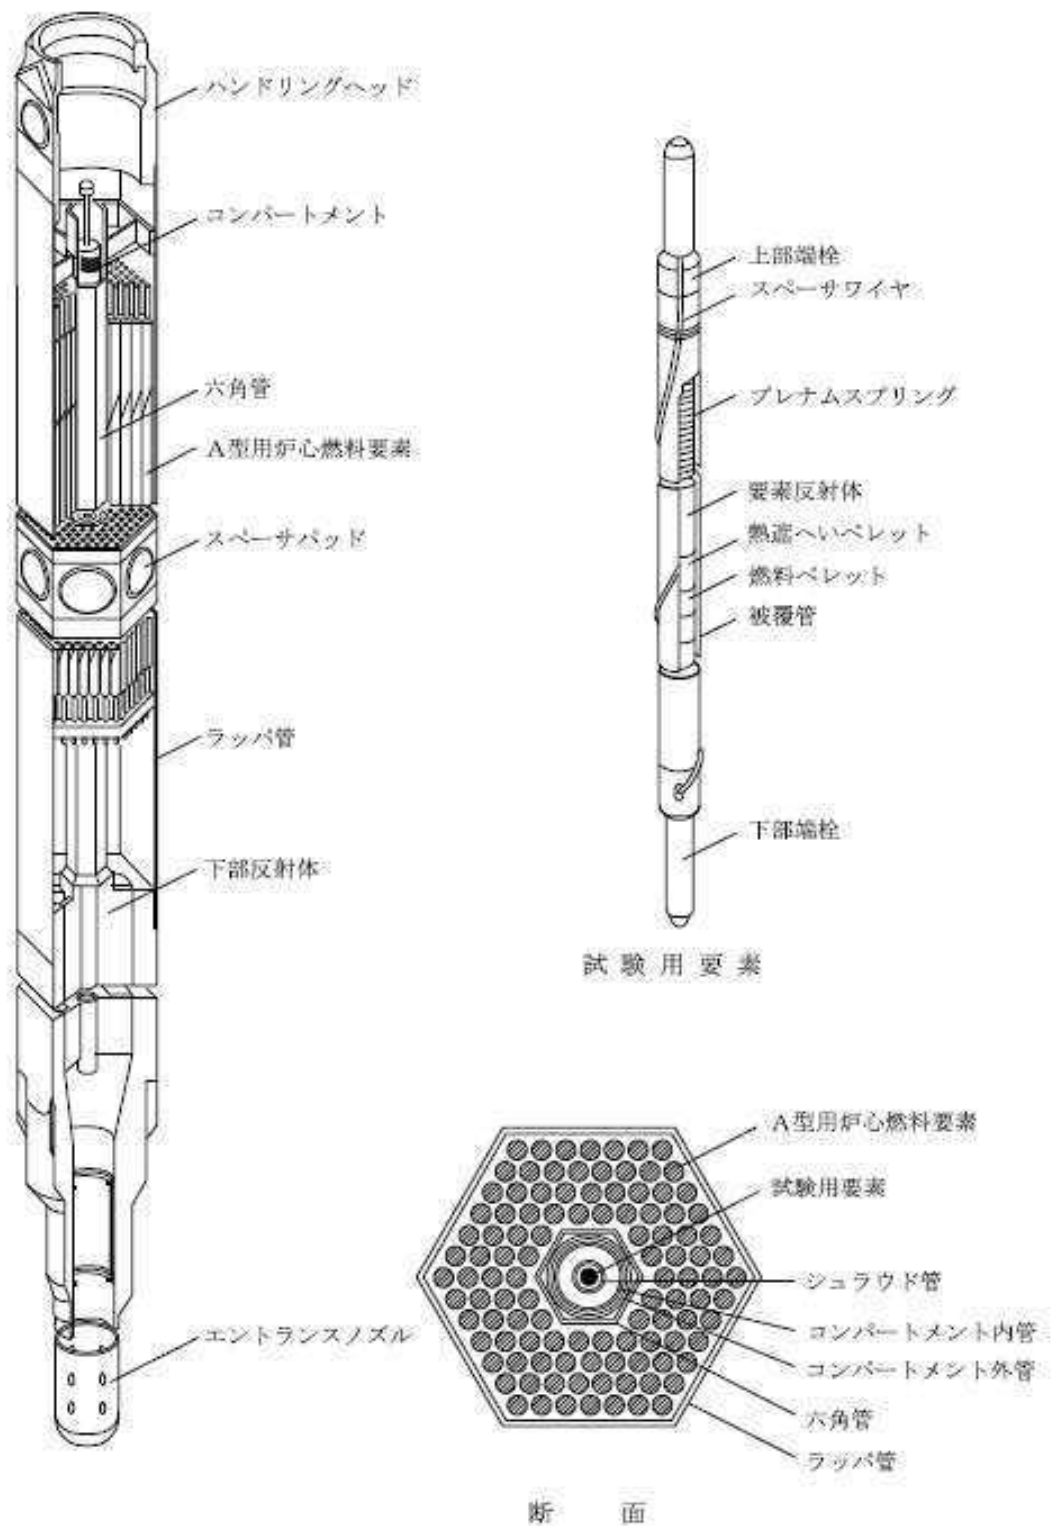 ハンドリングヘッド
コンパートメント
六角管
A型用炉心燃料要素
スペーサパッド
ラッパ管
下部反射体
エントランスノズル
上部端栓
スペーサワイヤ
プレナムスプリング
要素反射体
熱遮へいペレット
燃料ペレット
被覆管
下部端栓
試験用要素
A型用炉心燃料要素
試験用要素
シュラウド管
コンパートメント内管
コンパートメント外管
六角管
ラッパ管
断面